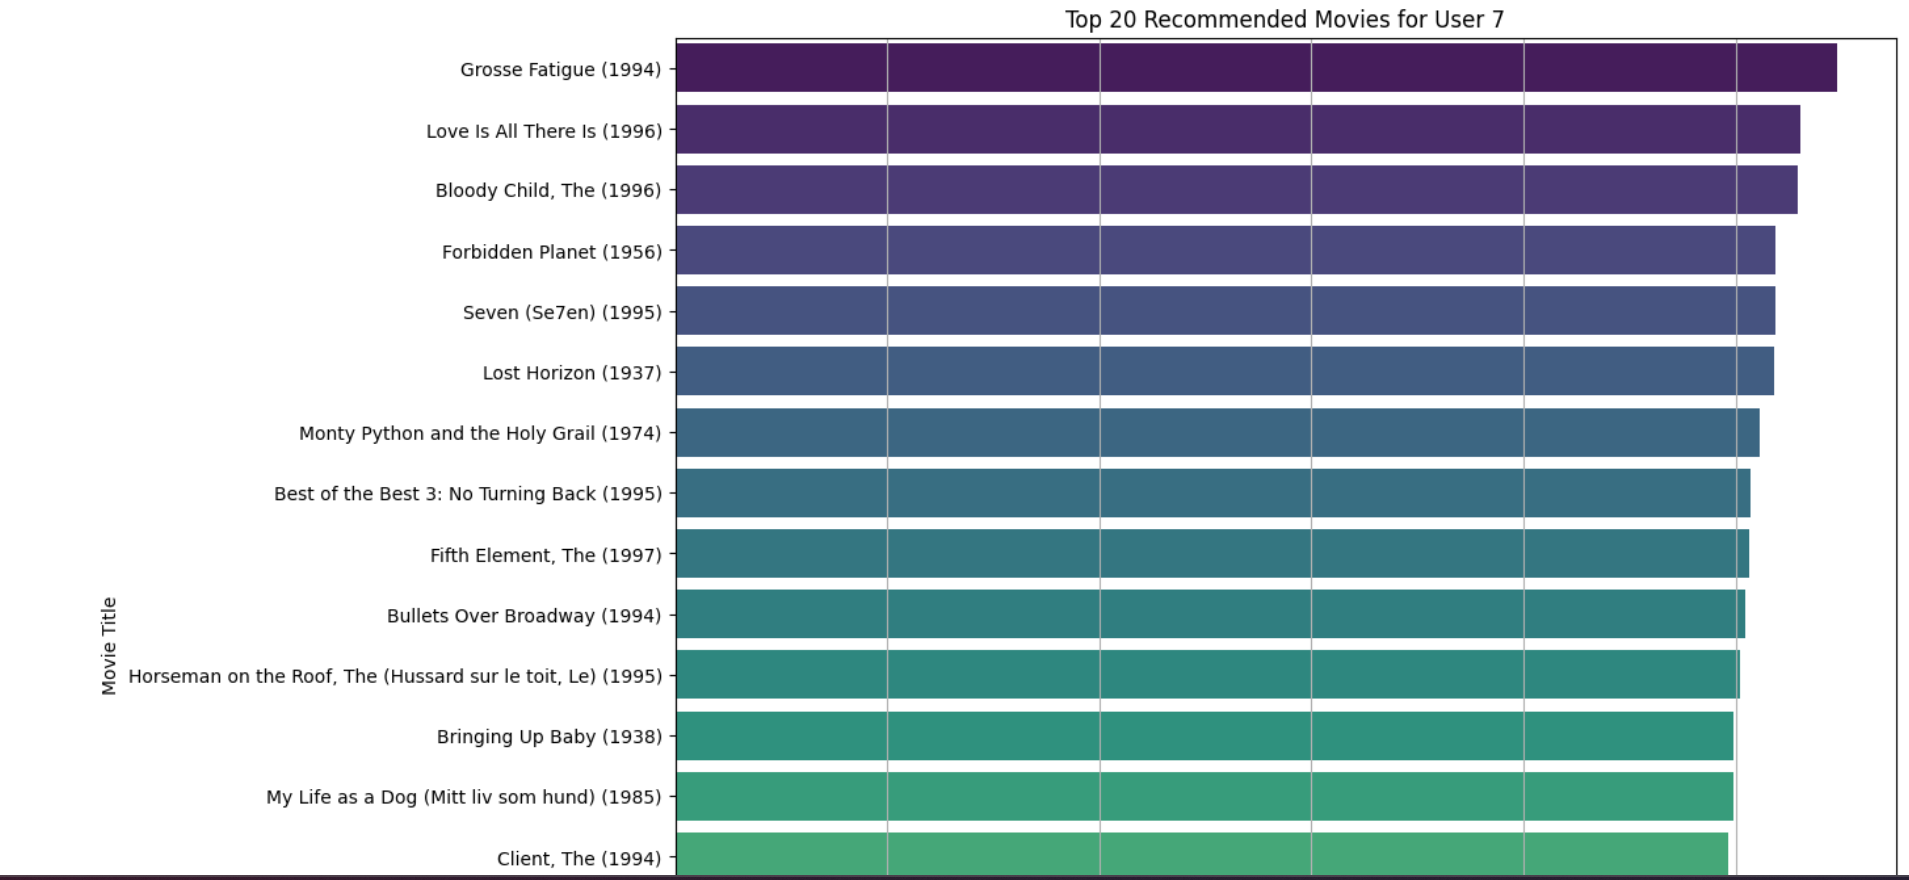 Top 20 Recommended Movies for User 7
Grosse Fatigue (1994)
Love Is All There Is (1996)
Bloody Child, The (1996)
Forbidden Planet (1956)
Seven (Se7en) (1995)
Lost Horizon (1937)
Monty Python and the Holy Grail (1974)
Best of the Best 3: No Turning Back (1995)
Fifth Element, The (1997)
Bullets Over Broadway (1994)
Movie Title
Horseman on the Roof, The (Hussard sur le toit, Le) (1995)
Bringing Up Baby (1938)
My Life as a Dog (Mitt liv som hund) (1985)
Client, The (1994)